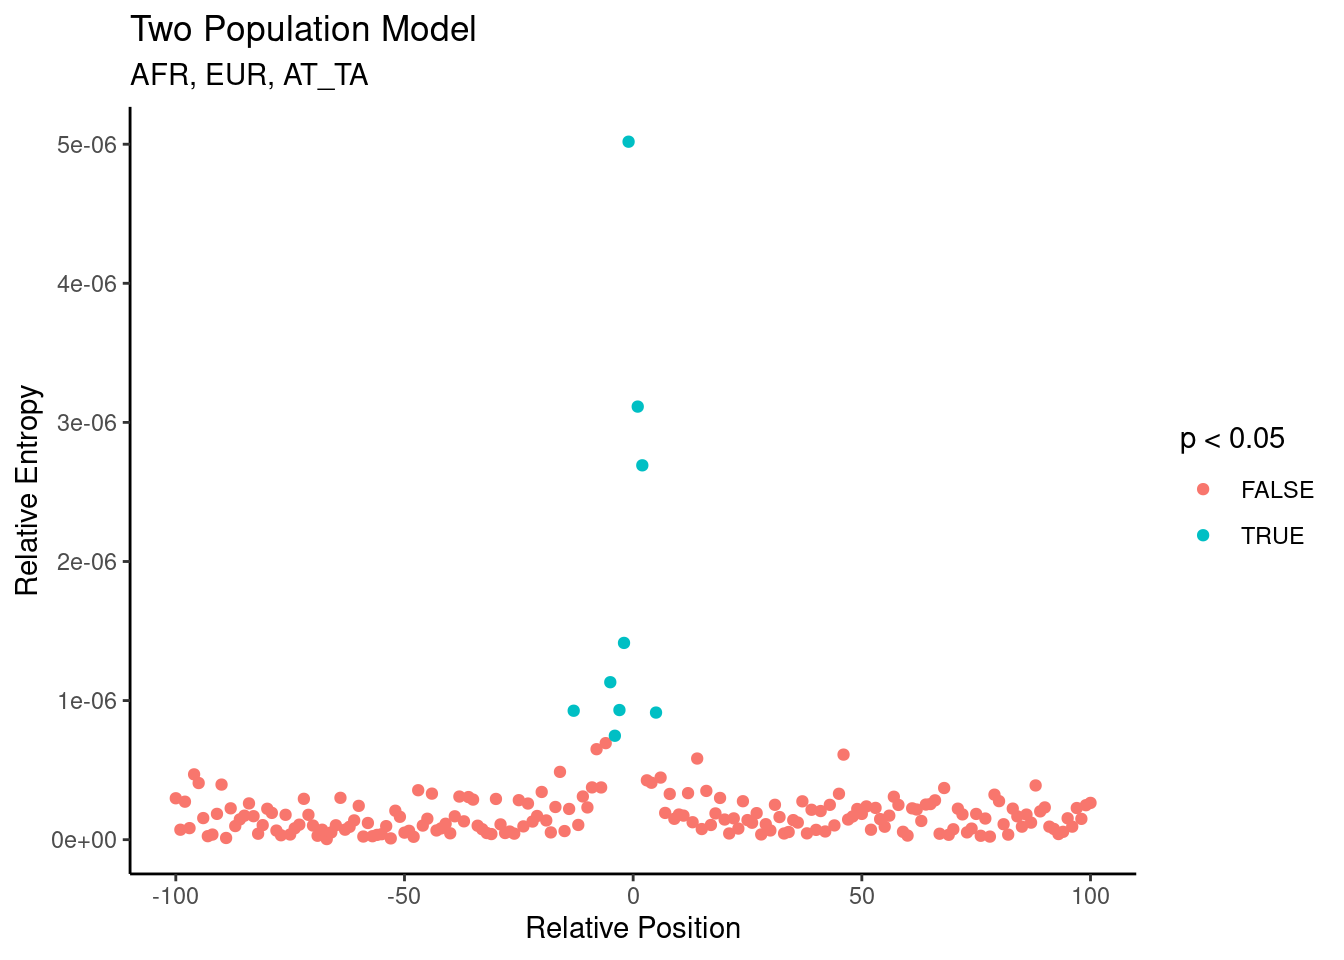 Two Population Model
AFR, EUR, AT_TA
5e-06
4e-06
3e-06
2e-06
1e-06
0e+00
Relative Entropy
-100
-50
0
50
100
Relative Position
p < 0.05
FALSE
TRUE